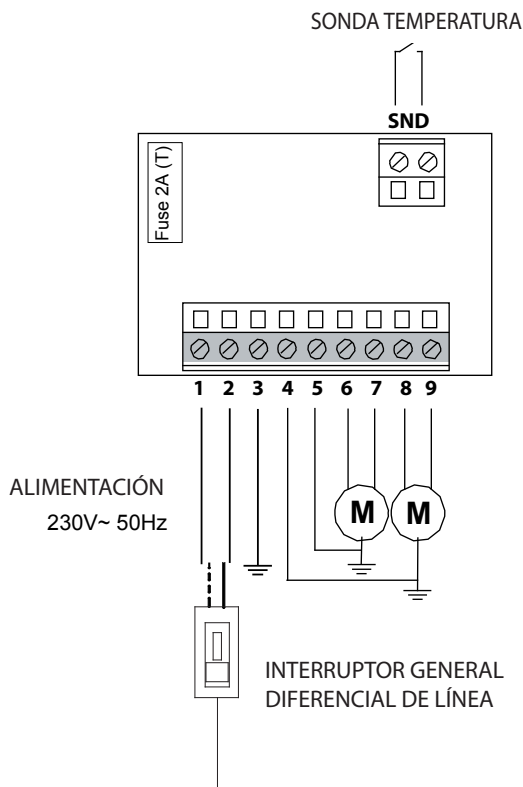 SONDA TEMPERATURA
SND
Fuse 2A (T)
1 2 3 4 5 6 7 8 9
ALIMENTACIÓN
230V~ 50Hz
M M
INTERRUPTOR GENERAL
DIFERENCIAL DE LÍNEA